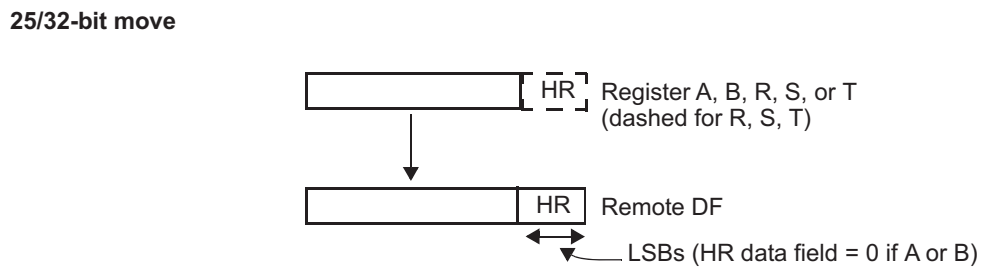 25/32-bit move
HR Register A, B, R, S, or T
(dashed for R, S, T)
HR Remote DF
LSBs (HR data field = 0 if A or B)